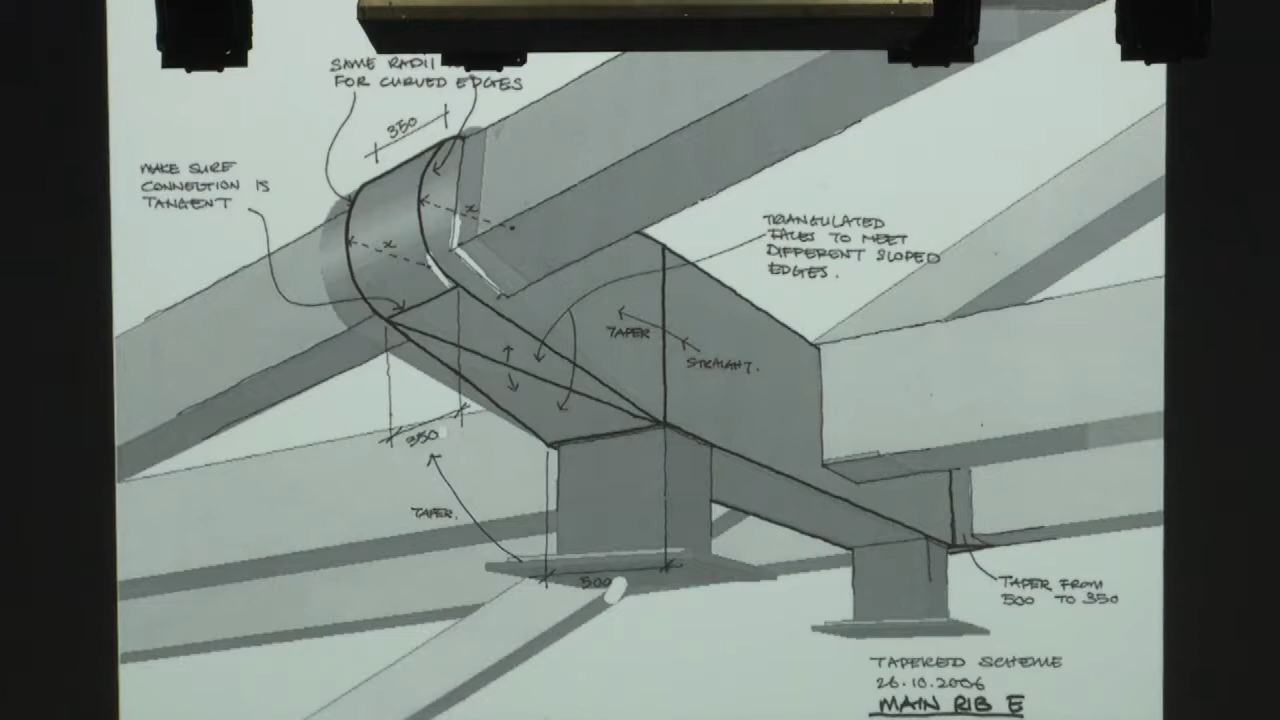 SAME RADII
FOR CURVED EDGES
350
MAKE SURE
CONNECTION IS
TANGENT
x
x
TRIANGULATED
FACES TO MEET
DIFFERENT SLOPED
EDGES.
TAPER
STRAIGHT.
350
TAPER.
500
TAPER FROM
500 TO 350
TAPERED SCHEME
26.10.2006
MAIN RIB E